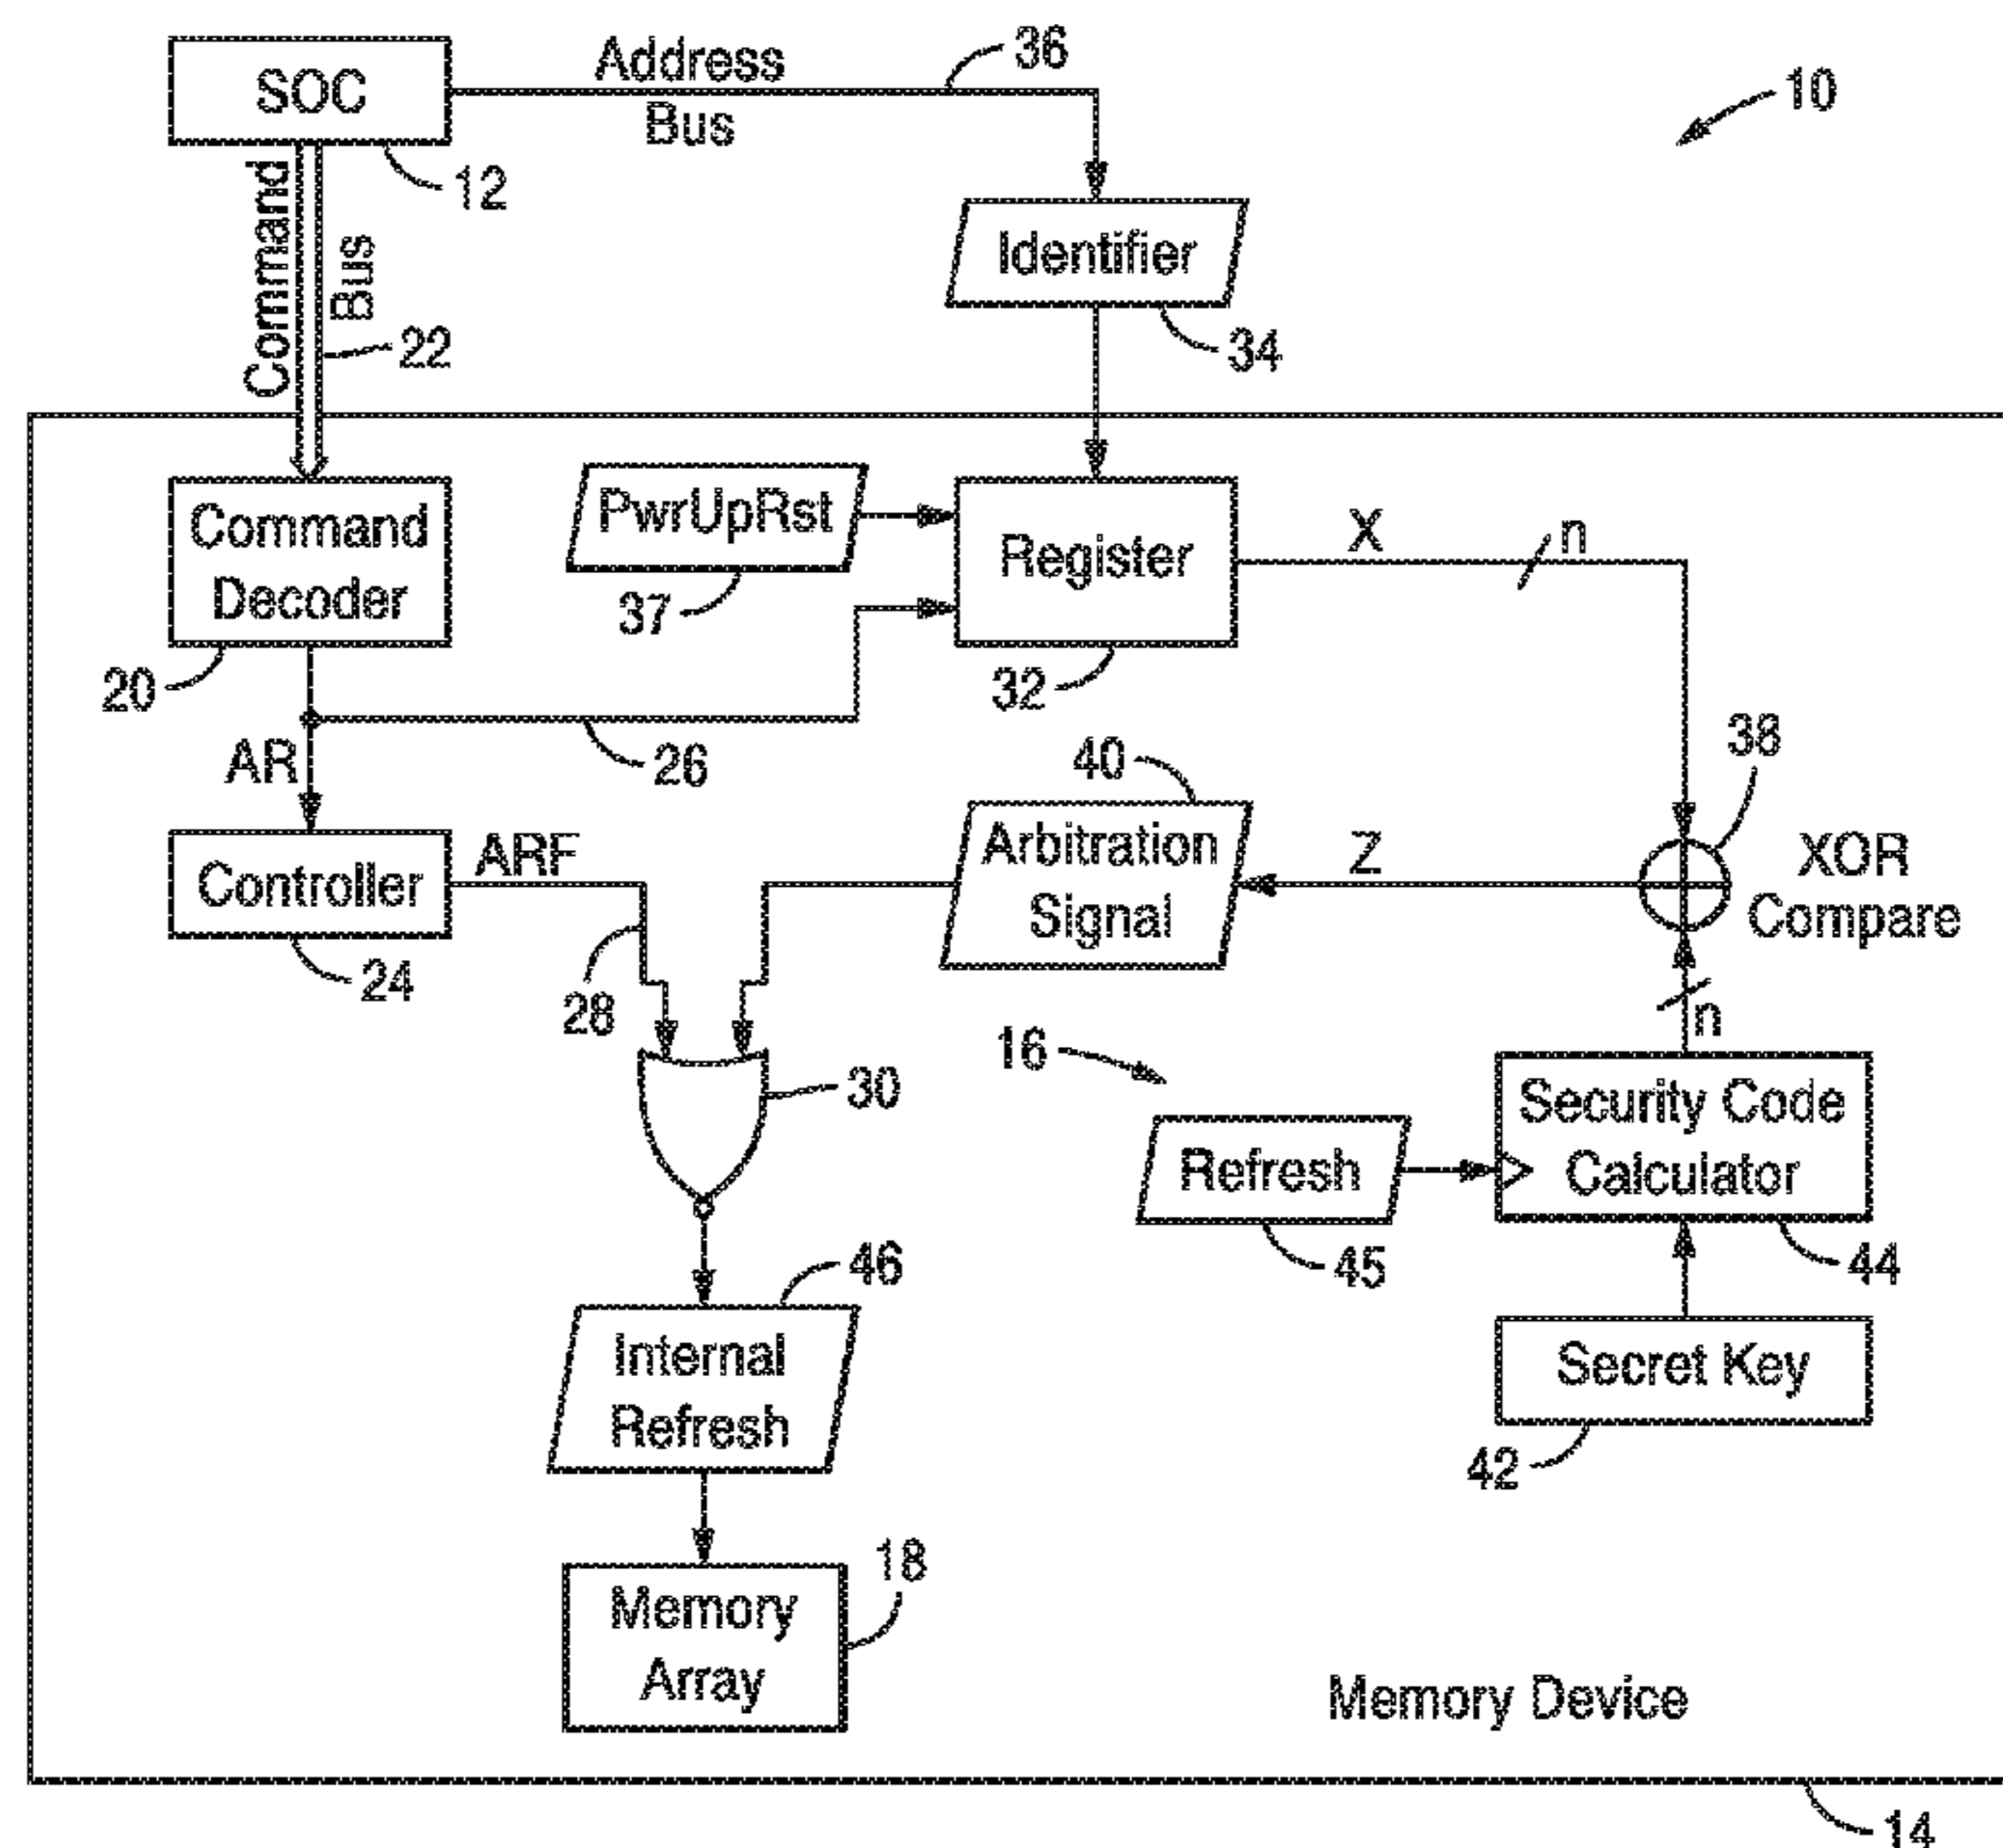 SOC
Address
Bus
36
10
12
Command
Bus
22
Identifier
34
Command
Decoder
20
PwrUpRst
37
Register
32
X
n
AR
26
40
38
Controller
24
ARF
28
Arbitration
Signal
Z
XOR
Compare
n
30
16
Security Code
Calculator
44
Refresh
45
46
Internal
Refresh
Secret Key
42
Memory
Array
18
Memory Device
14